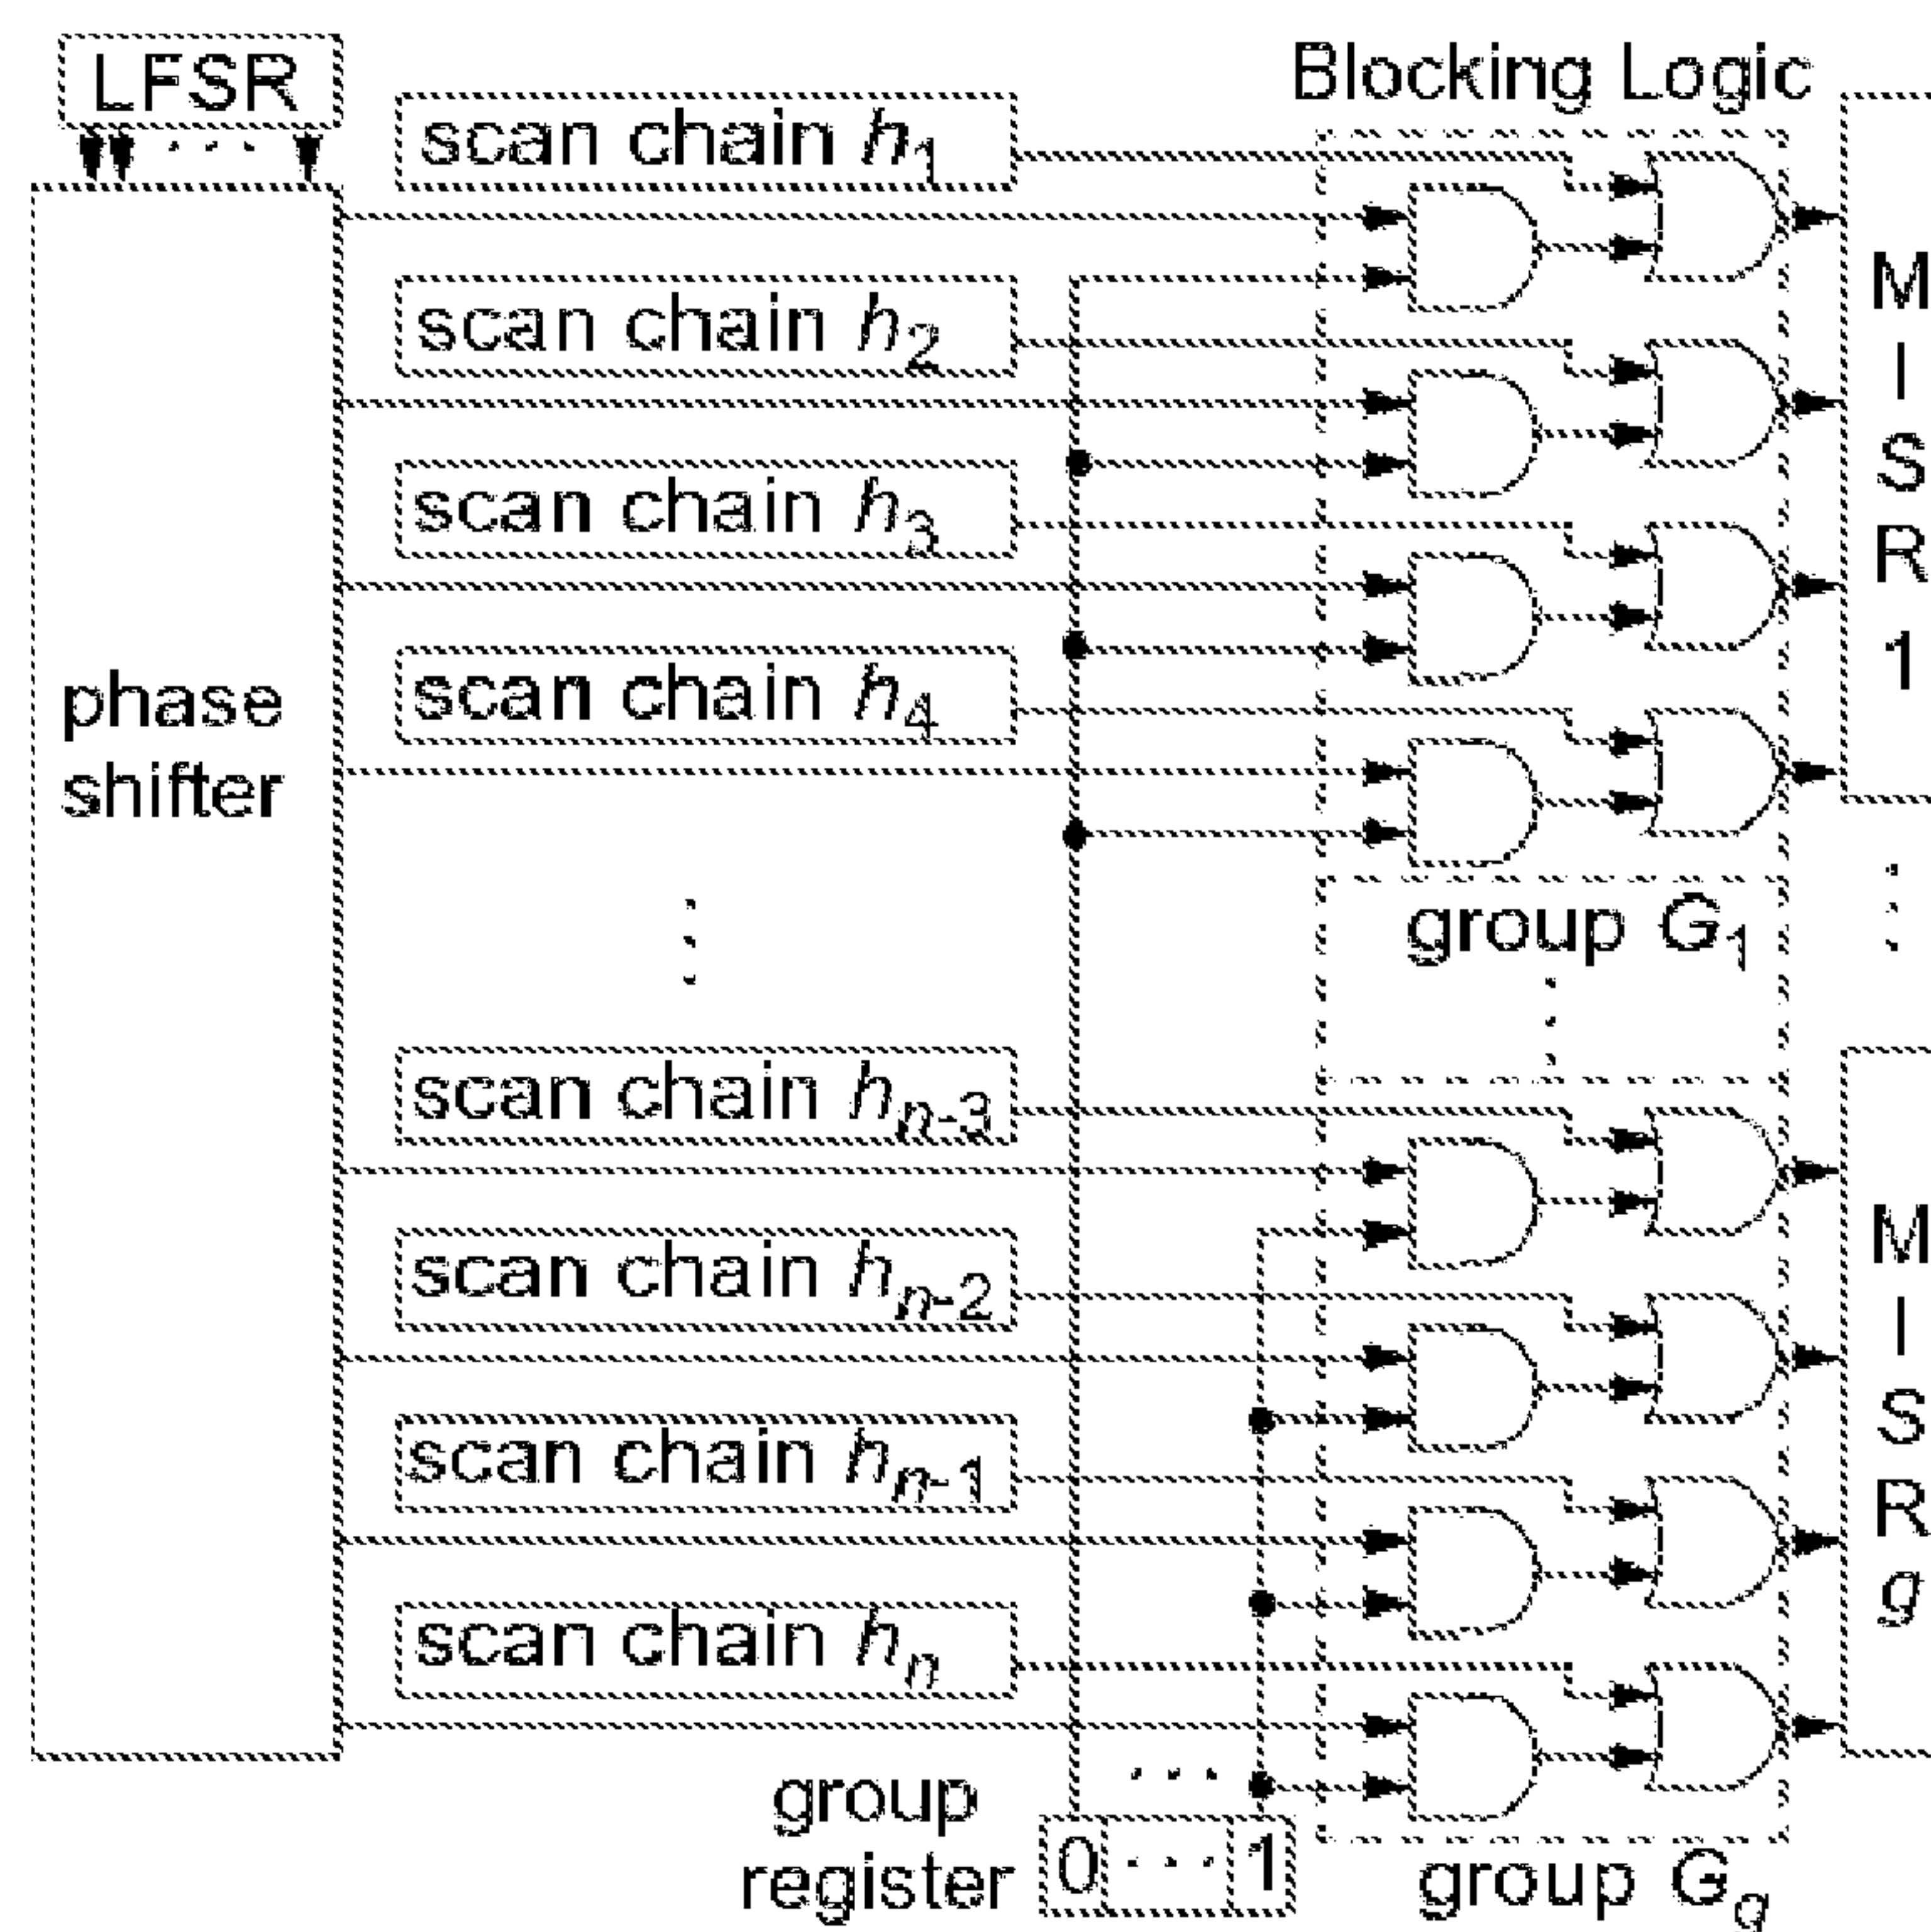 LFSR
Blocking Logic
scan chain h1
scan chain h2
scan chain h3
scan chain h4
phase
shifter
M
I
S
R
1
group G1
scan chain hn-3
scan chain hn-2
scan chain hn-1
scan chain hn
M
I
S
R
g
group
register
0 ... 1
group Gg